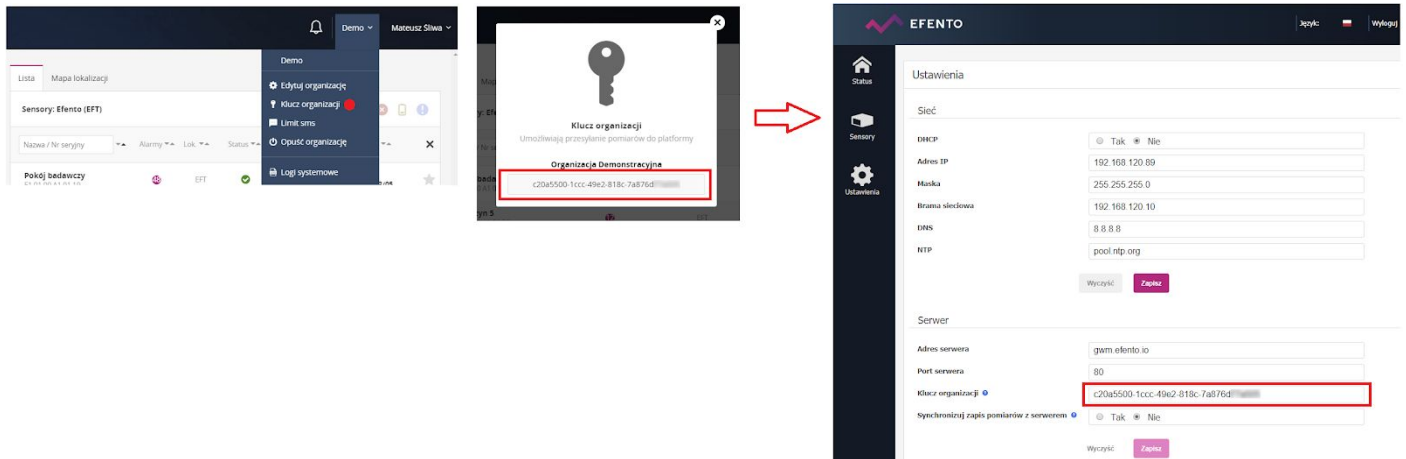 Demo
Mateusz Śliwa
Demo
Lista
Mapa lokalizacji
Edytuj organizację
Sensory: Efento (EFT)
Klucz organizacji
Limit sms
Nazwa / Nr seryjny
Alarmy
Lok.
Status
Opuść organizację
Logi systemowe
Pokój badawczy
48
EFT
Klucz organizacji
Umożliwiają przesyłanie pomiarów do platformy
Organizacja Demonstracyjna
c20a5500-1ccc-49e2-818c-7a876d
EFENTO
Język:
Wyloguj
Status
Sensory
Ustawienia
Ustawienia
Sieć
DHCP
Tak
Nie
Adres IP
192.168.120.89
Maska
255.255.255.0
Brama sieciowa
192.168.120.10
DNS
8.8.8.8
NTP
pool.ntp.org
Wyczyść
Zapisz
Serwer
Adres serwera
gwm.efento.io
Port serwera
80
Klucz organizacji
c20a5500-1ccc-49e2-818c-7a876d
Synchronizuj zapis pomiarów z serwerem
Tak
Nie
Wyczyść
Zapisz